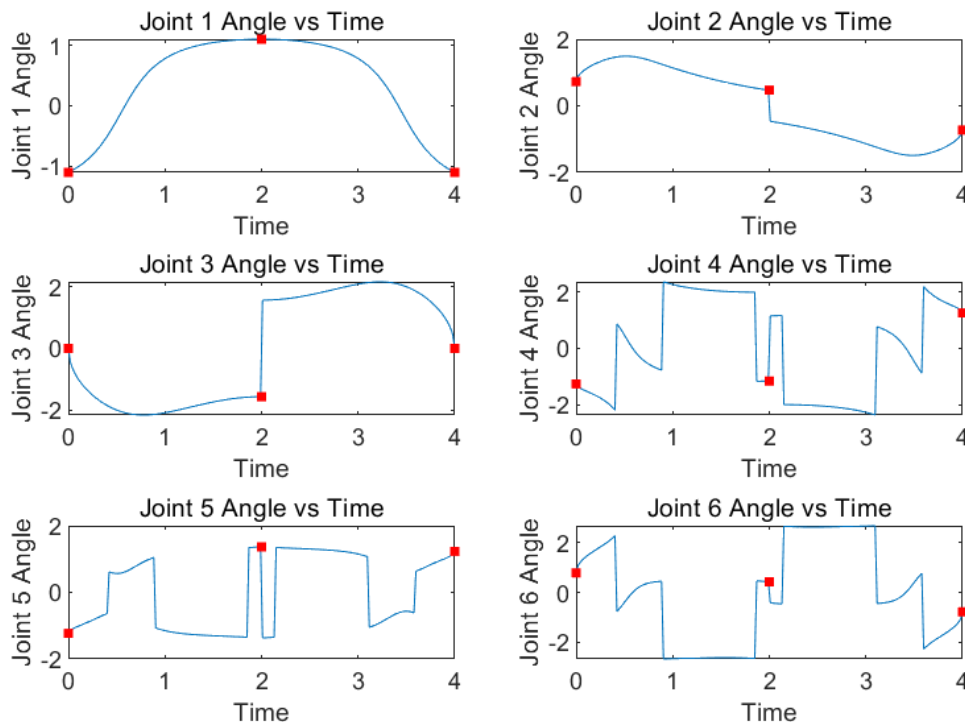 Joint 1 Angle vs Time
Joint 1 Angle
1
0
-1
0 1 2 3 4
Time
Joint 2 Angle vs Time
Joint 2 Angle
2
0
-2
0 1 2 3 4
Time
Joint 3 Angle vs Time
Joint 3 Angle
2
0
-2
0 1 2 3 4
Time
Joint 4 Angle vs Time
Joint 4 Angle
2
0
-2
0 1 2 3 4
Time
Joint 5 Angle vs Time
Joint 5 Angle
2
0
-2
0 1 2 3 4
Time
Joint 6 Angle vs Time
Joint 6 Angle
2
0
-2
0 1 2 3 4
Time